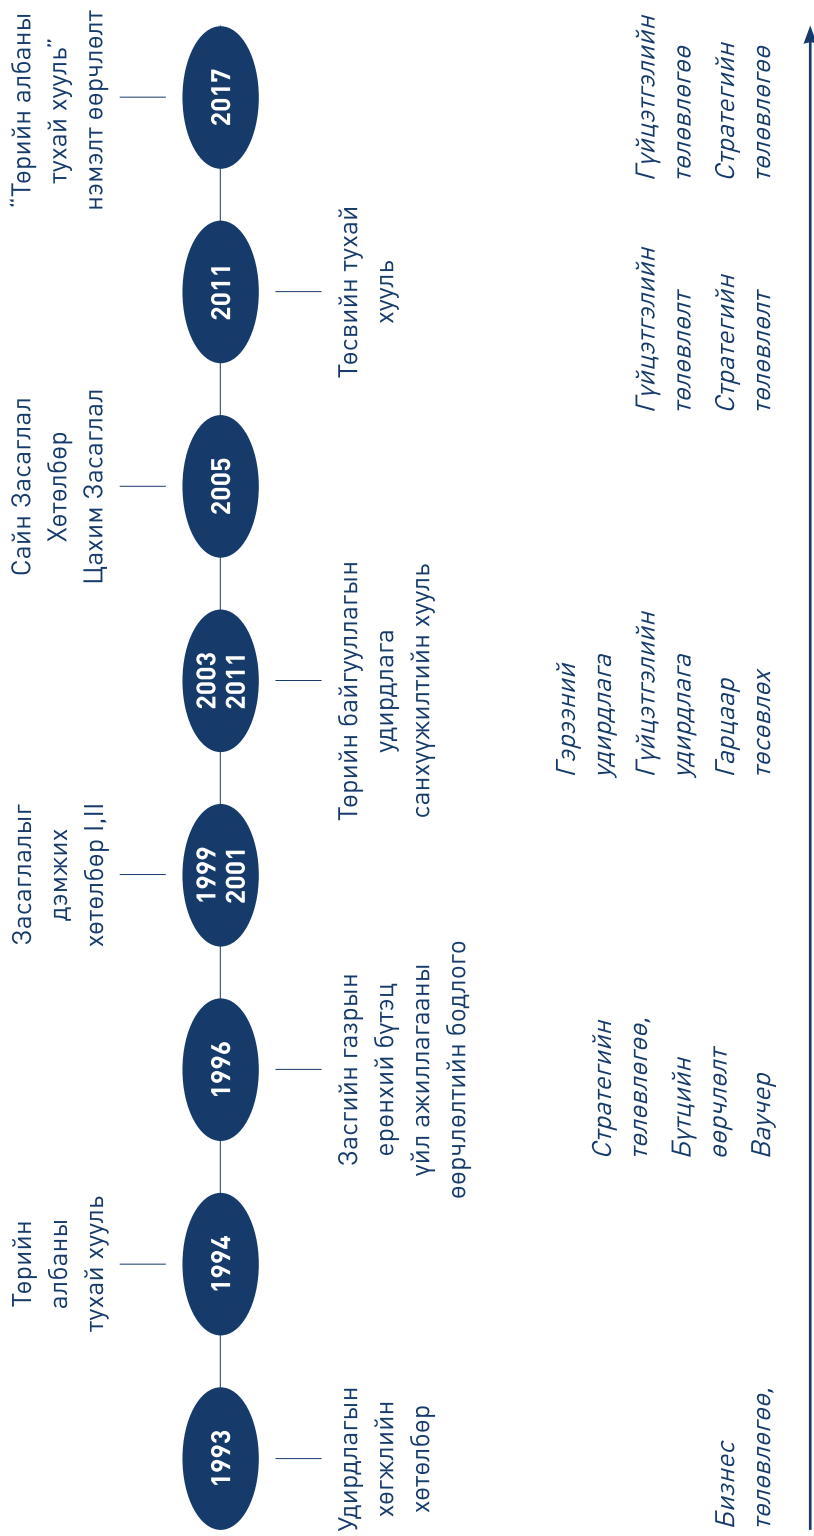 Төрийн
албаны
тухай хууль
Засаглалыг
дэмжих
хөтөлбөр I,II
Сайн Засаглал
Хөтөлбөр
Цахим Засаглал
“Төрийн албаны
тухай хууль”
нэмэлт өөрчлөлт
1993
1994
1996
1999
2001
2003
2011
2005
2011
2017
Удирдлагын
хөгжлийн
хөтөлбөр
Засгийн газрын
ерөнхий бүтэц
үйл ажиллагааны
өөрчлөлтийн бодлого
Төрийн байгууллагын
удирдлага
санхүүжилтийн хууль
Төсвийн тухай
хууль
Бизнес
төлөвлөгөө,
Стратегийн
төлөвлөгөө,
Бүтцийн
өөрчлөлт
Ваучер
Гэрээний
удирдлага
Гүйцэтгэлийн
удирдлага
Гарцаар
төсөвлөх
Гүйцэтгэлийн
төлөвлөлт
Стратегийн
төлөвлөлт
Гүйцэтгэлийн
төлөвлөгөө
Стратегийн
төлөвлөгөө